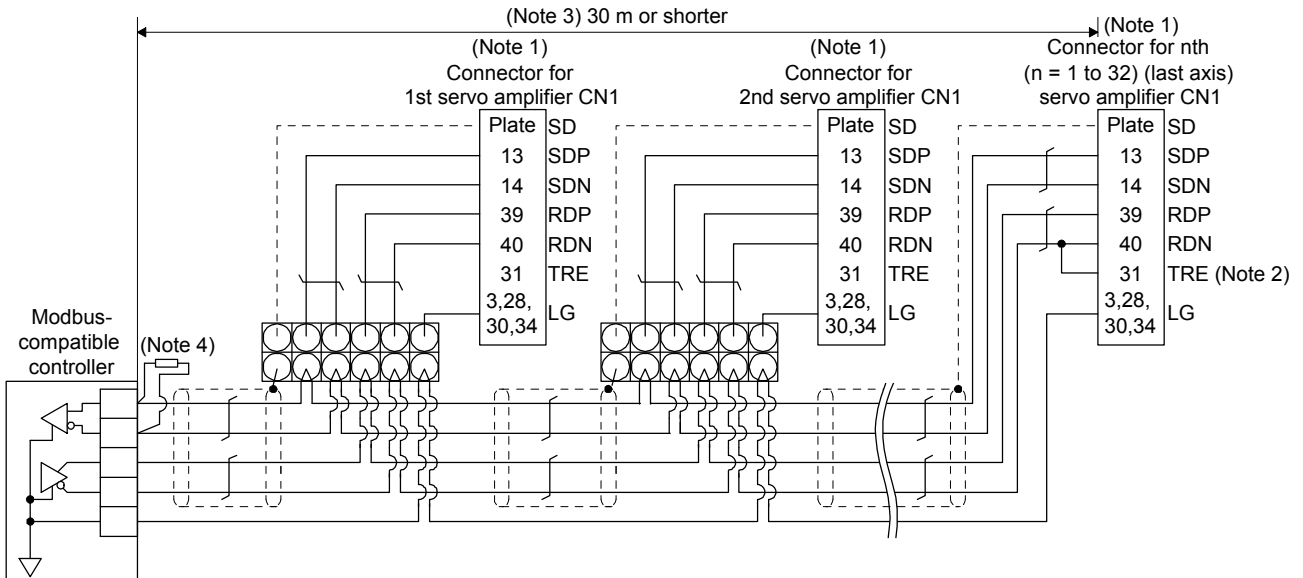 (Note 3) 30 m or shorter
(Note 1)
Connector for
1st servo amplifier CN1
(Note 1)
Connector for
2nd servo amplifier CN1
(Note 1)
Connector for nth
(n = 1 to 32) (last axis)
servo amplifier CN1
Plate SD
13 SDP
14 SDN
39 RDP
40 RDN
31 TRE
3,28,
30,34 LG
Plate SD
13 SDP
14 SDN
39 RDP
40 RDN
31 TRE
3,28,
30,34 LG
Plate SD
13 SDP
14 SDN
39 RDP
40 RDN
31 TRE (Note 2)
3,28,
30,34 LG
Modbus-
compatible
controller
(Note 4)